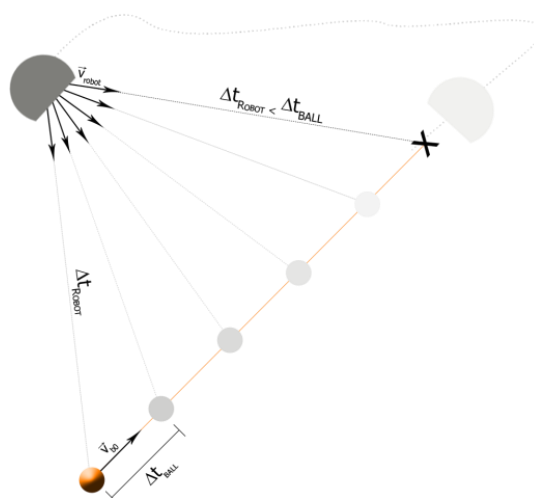 v⃗robot
ΔtROBOT < ΔtBALL
ΔtROBOT
v⃗b0
ΔtBALL